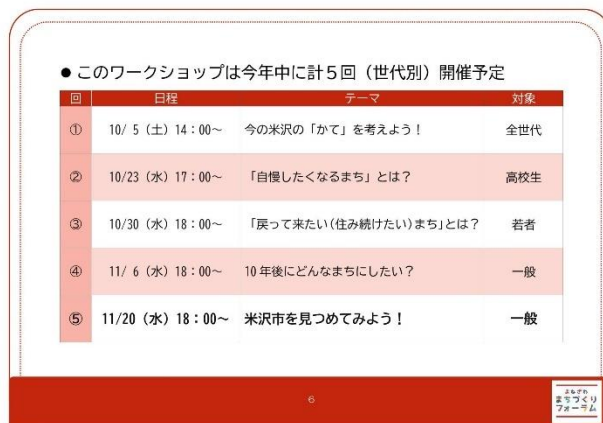 ● このワークショップは今年中に計５回（世代別）開催予定
回 日程 テーマ 対象
① 10/ 5（土）14：00～ 今の米沢の「かて」を考えよう！ 全世代
② 10/23（水）17：00～ 「自慢したくなるまち」とは？ 高校生
③ 10/30（水）18：00～ 「戻って来たい(住み続けたい)まち」とは？ 若者
④ 11/ 6（水）18：00～ 10年後にどんなまちにしたい？ 一般
⑤ 11/20（水）18：00～ 米沢市を見つめてみよう！ 一般
6
よねざわ
まちづくり
フォーラム